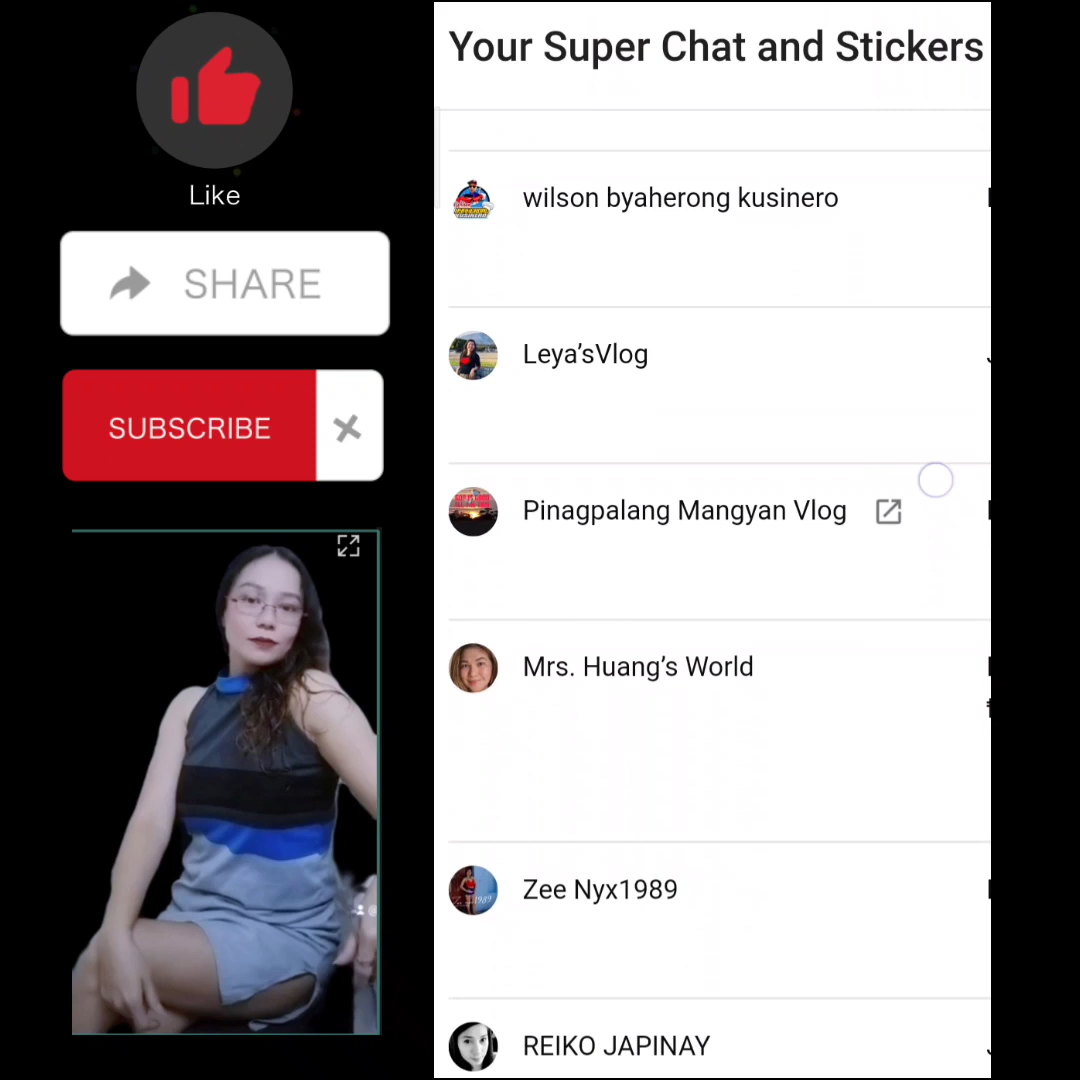 Like
SHARE
SUBSCRIBE
Your Super Chat and Stickers
wilson byaherong kusinero
Leya’sVlog
Pinagpalang Mangyan Vlog
Mrs. Huang’s World
Zee Nyx1989
REIKO JAPINAY